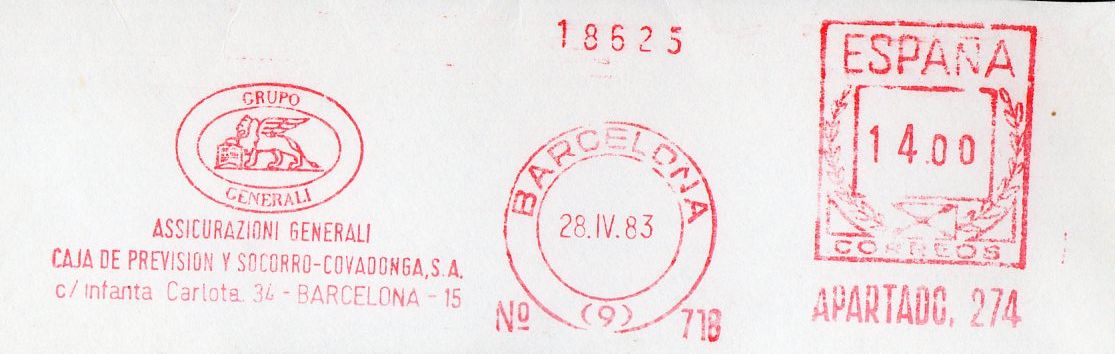 18625
GRUPO
GENERALI
ASSICURAZIONI GENERALI
CAJA DE PREVISION Y SOCORRO-COVADONGA, S.A.
c/ Infanta Carlota. 34 - BARCELONA - 15
BARCELONA
28.IV.83
(9)
Nº 718
ESPAÑA
14.00
CORREOS
APARTADO. 274